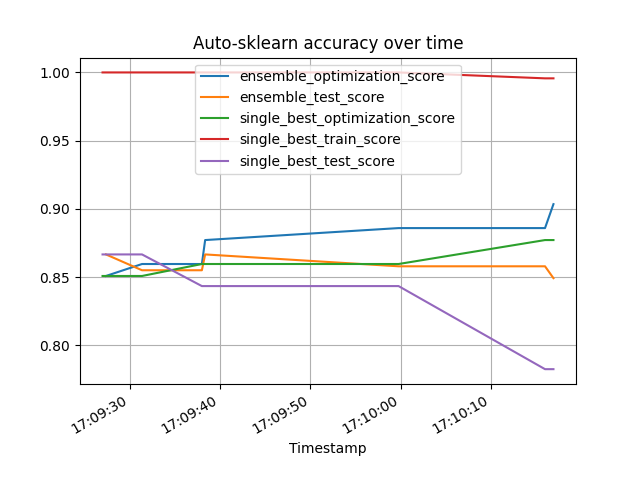 Auto-sklearn accuracy over time
1.00
0.95
0.90
0.85
0.80
ensemble_optimization_score
ensemble_test_score
single_best_optimization_score
single_best_train_score
single_best_test_score
17:09:30
17:09:40
17:09:50
17:10:00
17:10:10
Timestamp